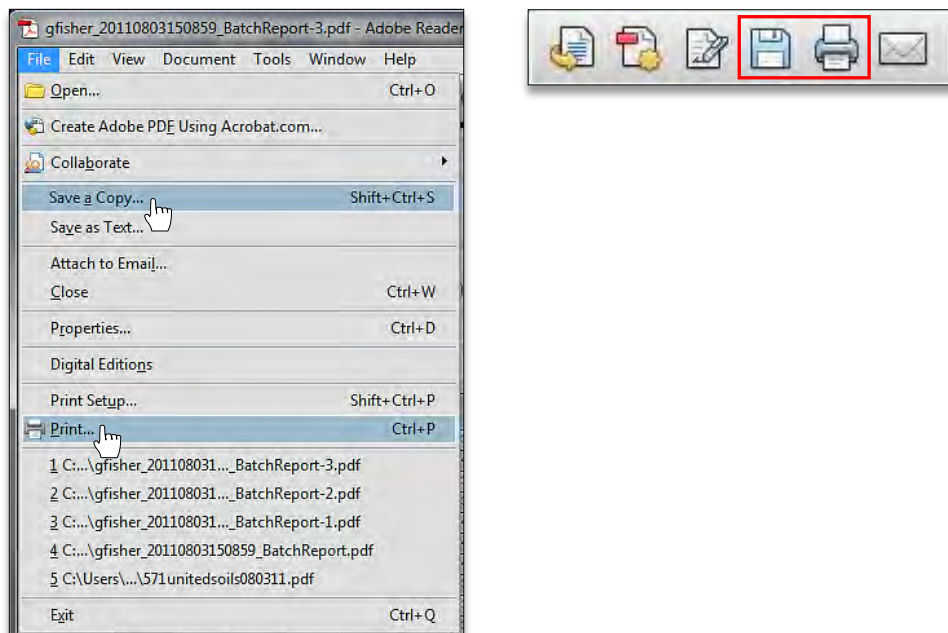 gfisher_20110803150859_BatchReport-3.pdf - Adobe Reader
File Edit View Document Tools Window Help
Open... Ctrl+O
Create Adobe PDF Using Acrobat.com...
Collaborate
Save a Copy... Shift+Ctrl+S
Save as Text...
Attach to Email...
Close Ctrl+W
Properties... Ctrl+D
Digital Editions
Print Setup... Shift+Ctrl+P
Print... Ctrl+P
1 C:...\gfisher_201108031..._BatchReport-3.pdf
2 C:...\gfisher_201108031..._BatchReport-2.pdf
3 C:...\gfisher_201108031..._BatchReport-1.pdf
4 C:...\gfisher_20110803150859_BatchReport.pdf
5 C:\Users\...\571unitedsoils080311.pdf
Exit Ctrl+Q